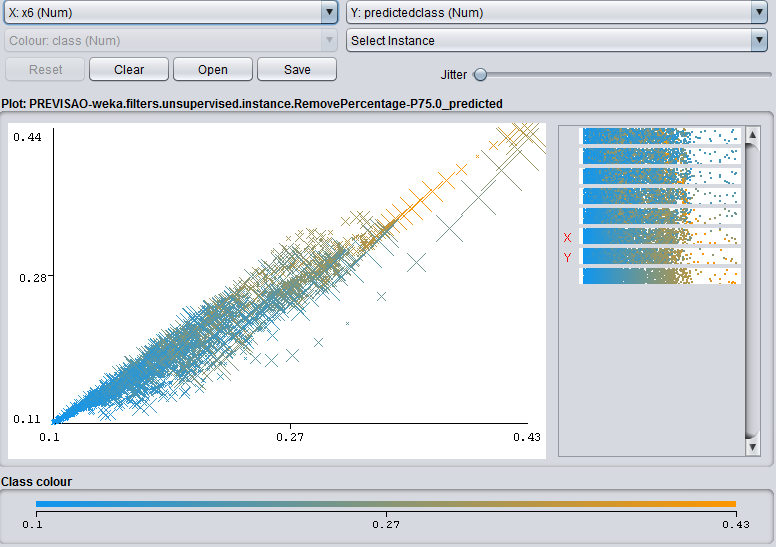 X: x6 (Num)
Y: predictedclass (Num)
Colour: class (Num)
Select Instance
Reset
Clear
Open
Save
Jitter
Plot: PREVISAO-weka.filters.unsupervised.instance.RemovePercentage-P75.0_predicted
0.44
0.28
0.11
0.1
0.27
0.43
X
Y
Class colour
0.1
0.27
0.43